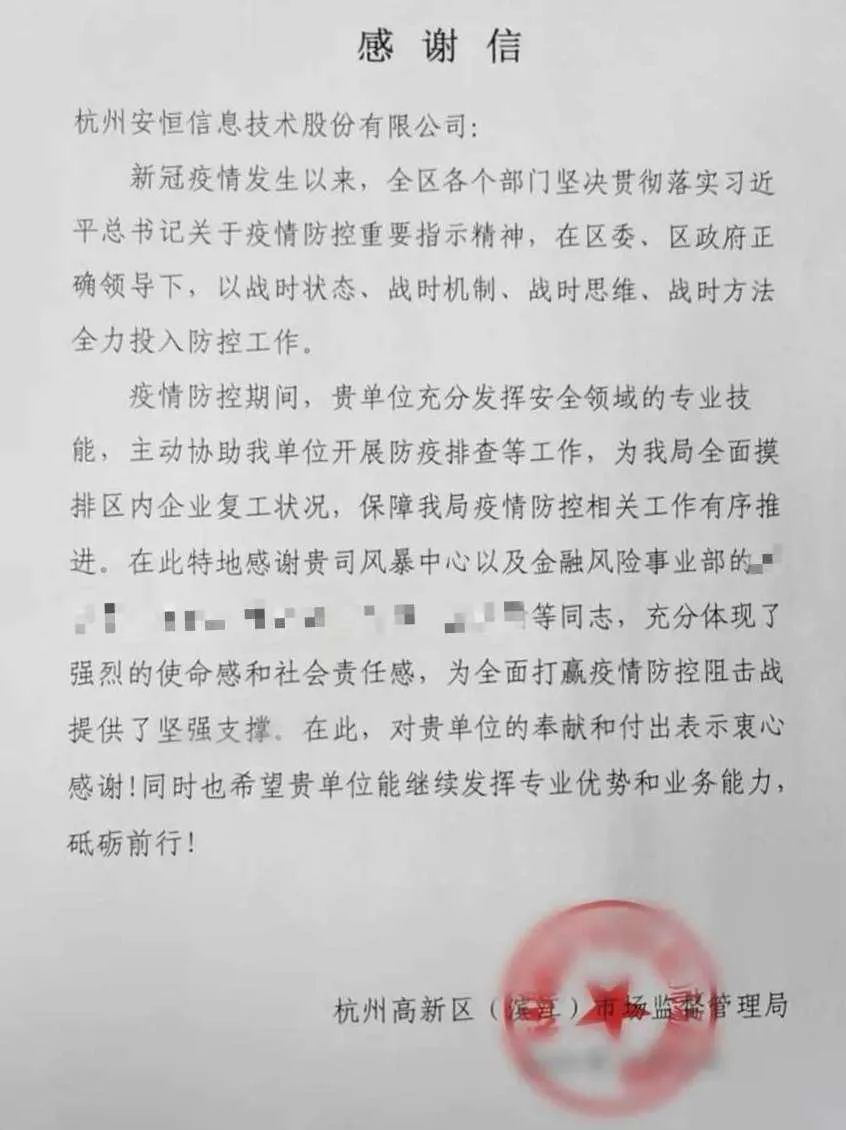 感谢信
杭州安恒信息技术股份有限公司：
新冠疫情发生以来，全区各个部门坚决贯彻落实习近
平总书记关于疫情防控重要指示精神，在区委、区政府正
确领导下，以战时状态、战时机制、战时思维、战时方法
全力投入防控工作。
疫情防控期间，贵单位充分发挥安全领域的专业技
能，主动协助我单位开展防疫排查等工作，为我局全面摸
排区内企业复工状况，保障我局疫情防控相关工作有序推
进。在此特地感谢贵司风暴中心以及金融风险事业部的
等同志，充分体现了
强烈的使命感和社会责任感，为全面打赢疫情防控阻击战
提供了坚强支撑。在此，对贵单位的奉献和付出表示衷心
感谢！同时也希望贵单位能继续发挥专业优势和业务能力，
砥砺前行！
杭州高新区（滨江）市场监督管理局